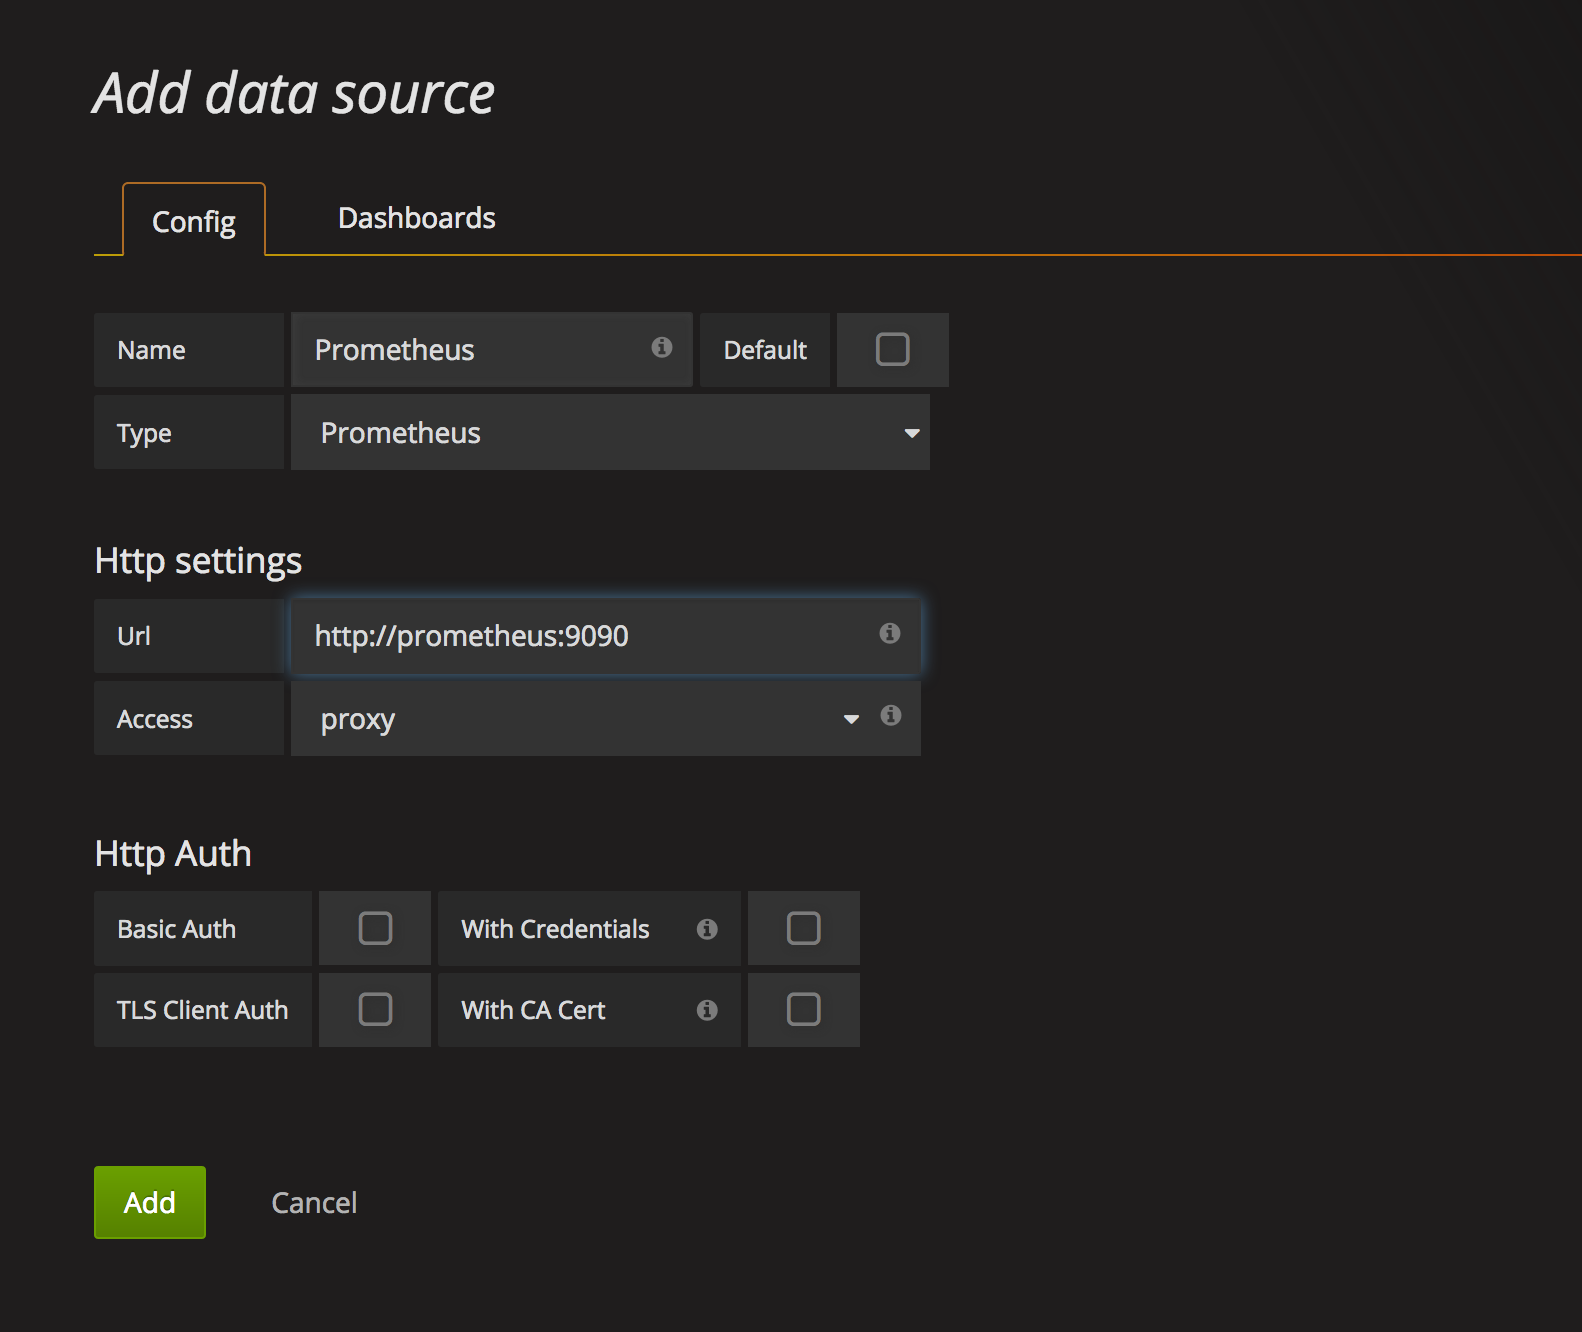 Add data source
Config Dashboards
Name Prometheus Default
Type Prometheus
Http settings
Url http://prometheus:9090
Access proxy
Http Auth
Basic Auth With Credentials
TLS Client Auth With CA Cert
Add Cancel